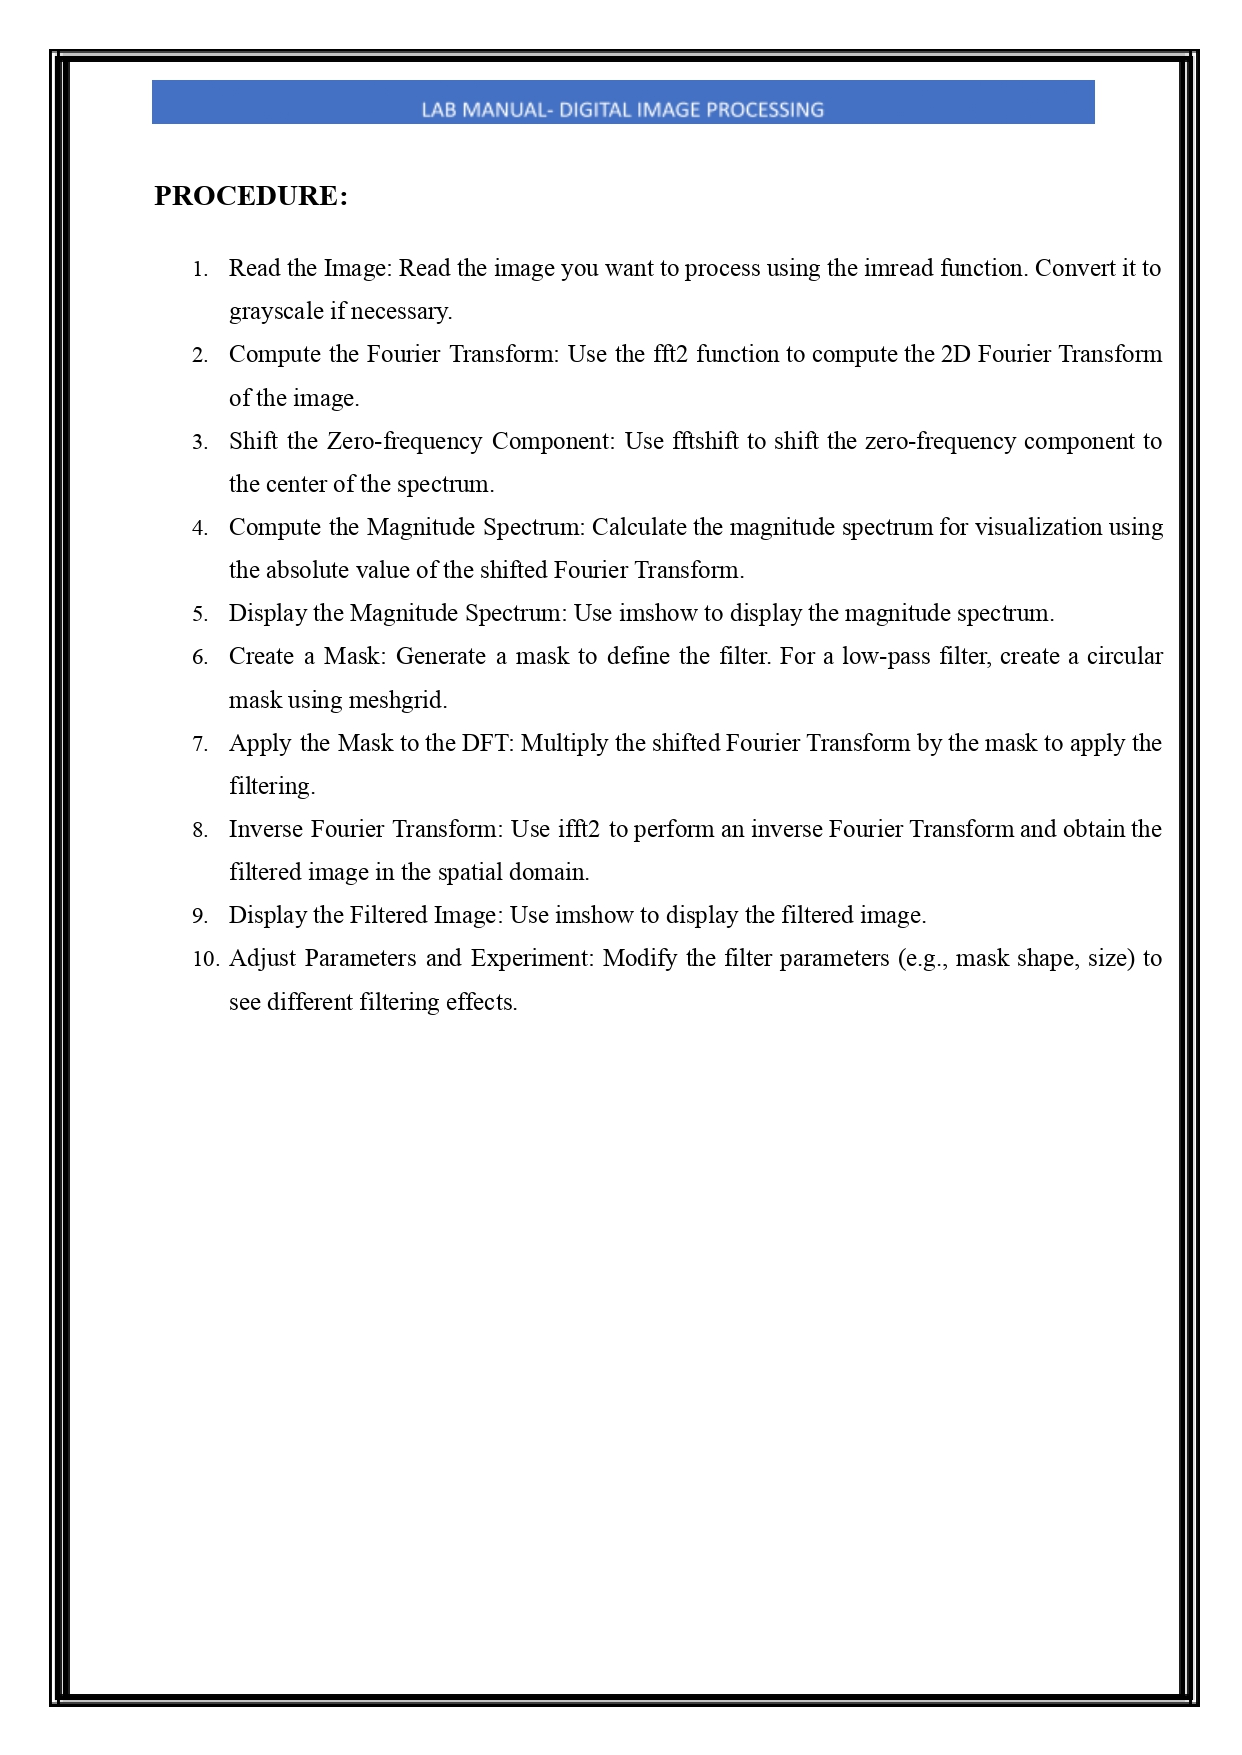 LAB MANUAL- DIGITAL IMAGE PROCESSING
PROCEDURE:
1. Read the Image: Read the image you want to process using the imread function. Convert it to
grayscale if necessary.
2. Compute the Fourier Transform: Use the fft2 function to compute the 2D Fourier Transform
of the image.
3. Shift the Zero-frequency Component: Use fftshift to shift the zero-frequency component to
the center of the spectrum.
4. Compute the Magnitude Spectrum: Calculate the magnitude spectrum for visualization using
the absolute value of the shifted Fourier Transform.
5. Display the Magnitude Spectrum: Use imshow to display the magnitude spectrum.
6. Create a Mask: Generate a mask to define the filter. For a low-pass filter, create a circular
mask using meshgrid.
7. Apply the Mask to the DFT: Multiply the shifted Fourier Transform by the mask to apply the
filtering.
8. Inverse Fourier Transform: Use ifft2 to perform an inverse Fourier Transform and obtain the
filtered image in the spatial domain.
9. Display the Filtered Image: Use imshow to display the filtered image.
10. Adjust Parameters and Experiment: Modify the filter parameters (e.g., mask shape, size) to
see different filtering effects.